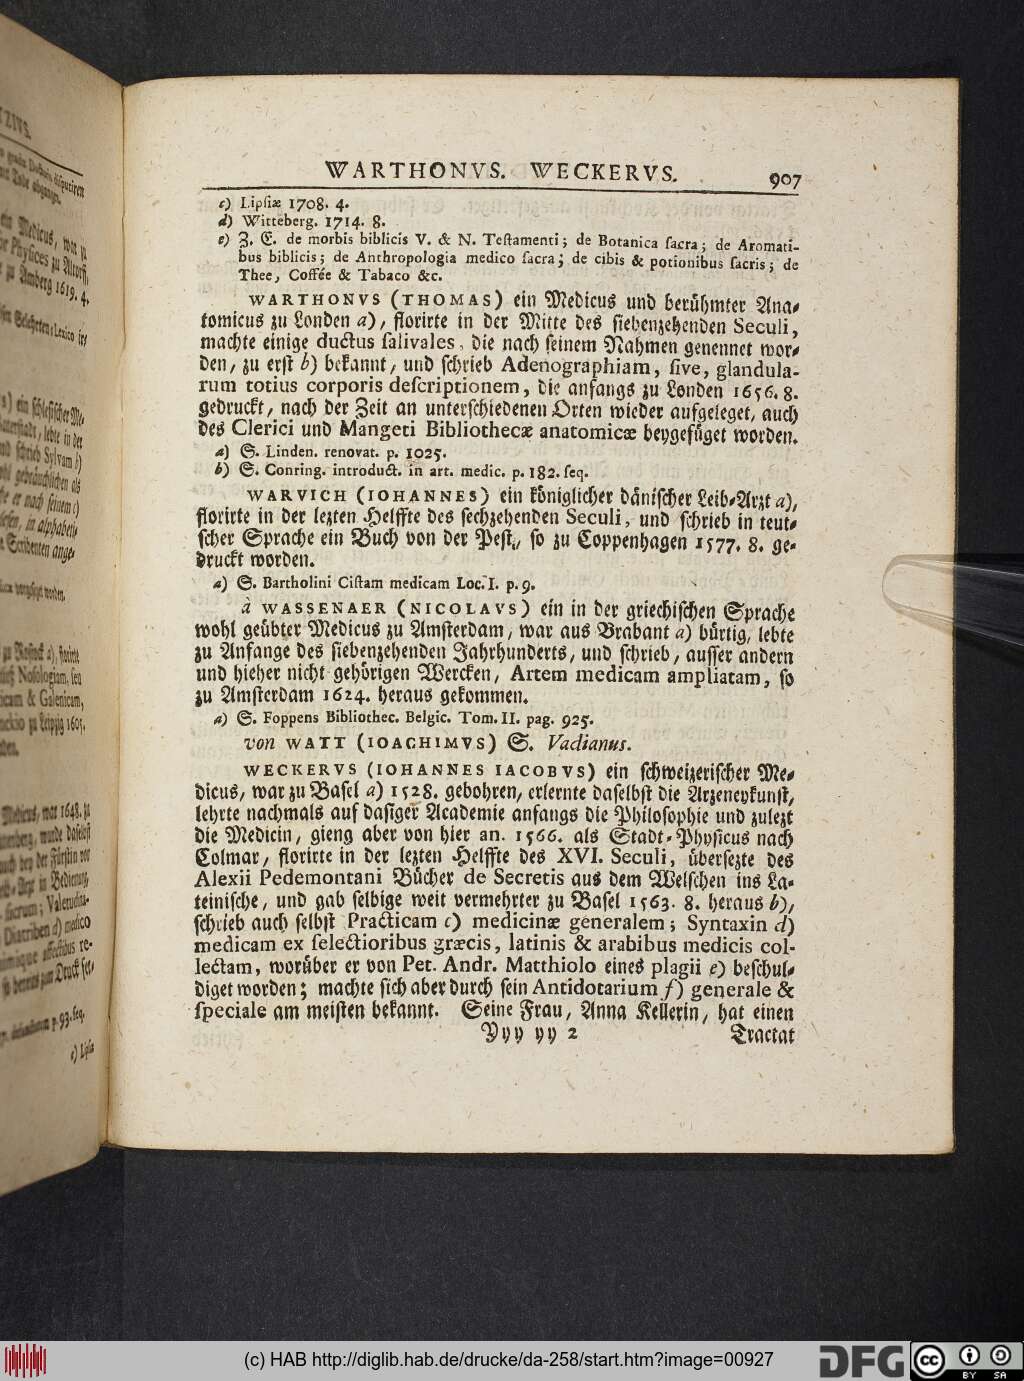 WARTHONVS. WECKERVS. 907
c) Lipsiæ 1708. 4.
d) Witteberg. 1714. 8.
e) Z. E. de morbis biblicis V. & N. Testamenti; de Botanica sacra; de Aromati-
bus biblicis; de Anthropologia medico sacra; de cibis & potionibus sacris; de
Thee, Coffée & Tabaco &c.
WARTHONVS (THOMAS) ein Medicus und berühmter Ana-
tomicus zu Londen a), florirte in der Mitte des siebenzehenden Seculi,
machte einige ductus salivales, die nach seinem Nahmen genennet wor-
den, zu erst b) bekannt, und schrieb Adenographiam, sive, glandula-
rum totius corporis descriptionem, die anfangs zu Londen 1656. 8.
gedruckt, nach der Zeit an unterschiedenen Orten wieder aufgeleget, auch
des Clerici und Mangeti Bibliothecæ anatomicæ beygefüget worden.
a) S. Linden. renovat. p. 1025.
b) S. Conring. introduct. in art. medic. p. 182. seq.
WARVICH (IOHANNES) ein königlicher dänischer Leib-Arzt a),
florirte in der lezten Helffte des sechzehenden Seculi, und schrieb in teut-
scher Sprache ein Buch von der Pest, so zu Coppenhagen 1577. 8. ge-
druckt worden.
a) S. Bartholini Cistam medicam Loc. I. p. 9.
à WASSENAER (NICOLAVS) ein in der griechischen Sprache
wohl geübter Medicus zu Amsterdam, war aus Brabant a) bürtig, lebte
zu Anfange des siebenzehenden Jahrhunderts, und schrieb, ausser andern
und hieher nicht gehörigen Wercken, Artem medicam ampliatam, so
zu Amsterdam 1624. heraus gekommen.
a) S. Foppens Bibliothec. Belgic. Tom. II. pag. 925.
von WATT (IOACHIMVS) S. Vadianus.
WECKERVS (IOHANNES IACOBVS) ein schweizerischer Me-
dicus, war zu Basel a) 1528. gebohren, erlernte daselbst die Arzeneykunst,
lehrte nachmals auf dasiger Academie anfangs die Philosophie und zulezt
die Medicin, gieng aber von hier an. 1566. als Stadt-Physicus nach
Colmar, florirte in der lezten Helffte des XVI. Seculi, übersezte des
Alexii Pedemontani Bücher de Secretis aus dem Welschen ins La-
teinische, und gab selbige weit vermehrter zu Basel 1563. 8. heraus b),
schrieb auch selbst Practicam c) medicinæ generalem; Syntaxin d)
medicam ex selectioribus græcis, latinis & arabibus medicis col-
lectam, worüber er von Pet. Andr. Matthiolo eines plagii e) beschul-
diget worden; machte sich aber durch sein Antidotarium f) generale &
speciale am meisten bekannt. Seine Frau, Anna Kellerin, hat einen
Yyy yy 2 Tractat
(c) HAB http://diglib.hab.de/drucke/da-258/start.htm?image=00927
DFG cc BY SA